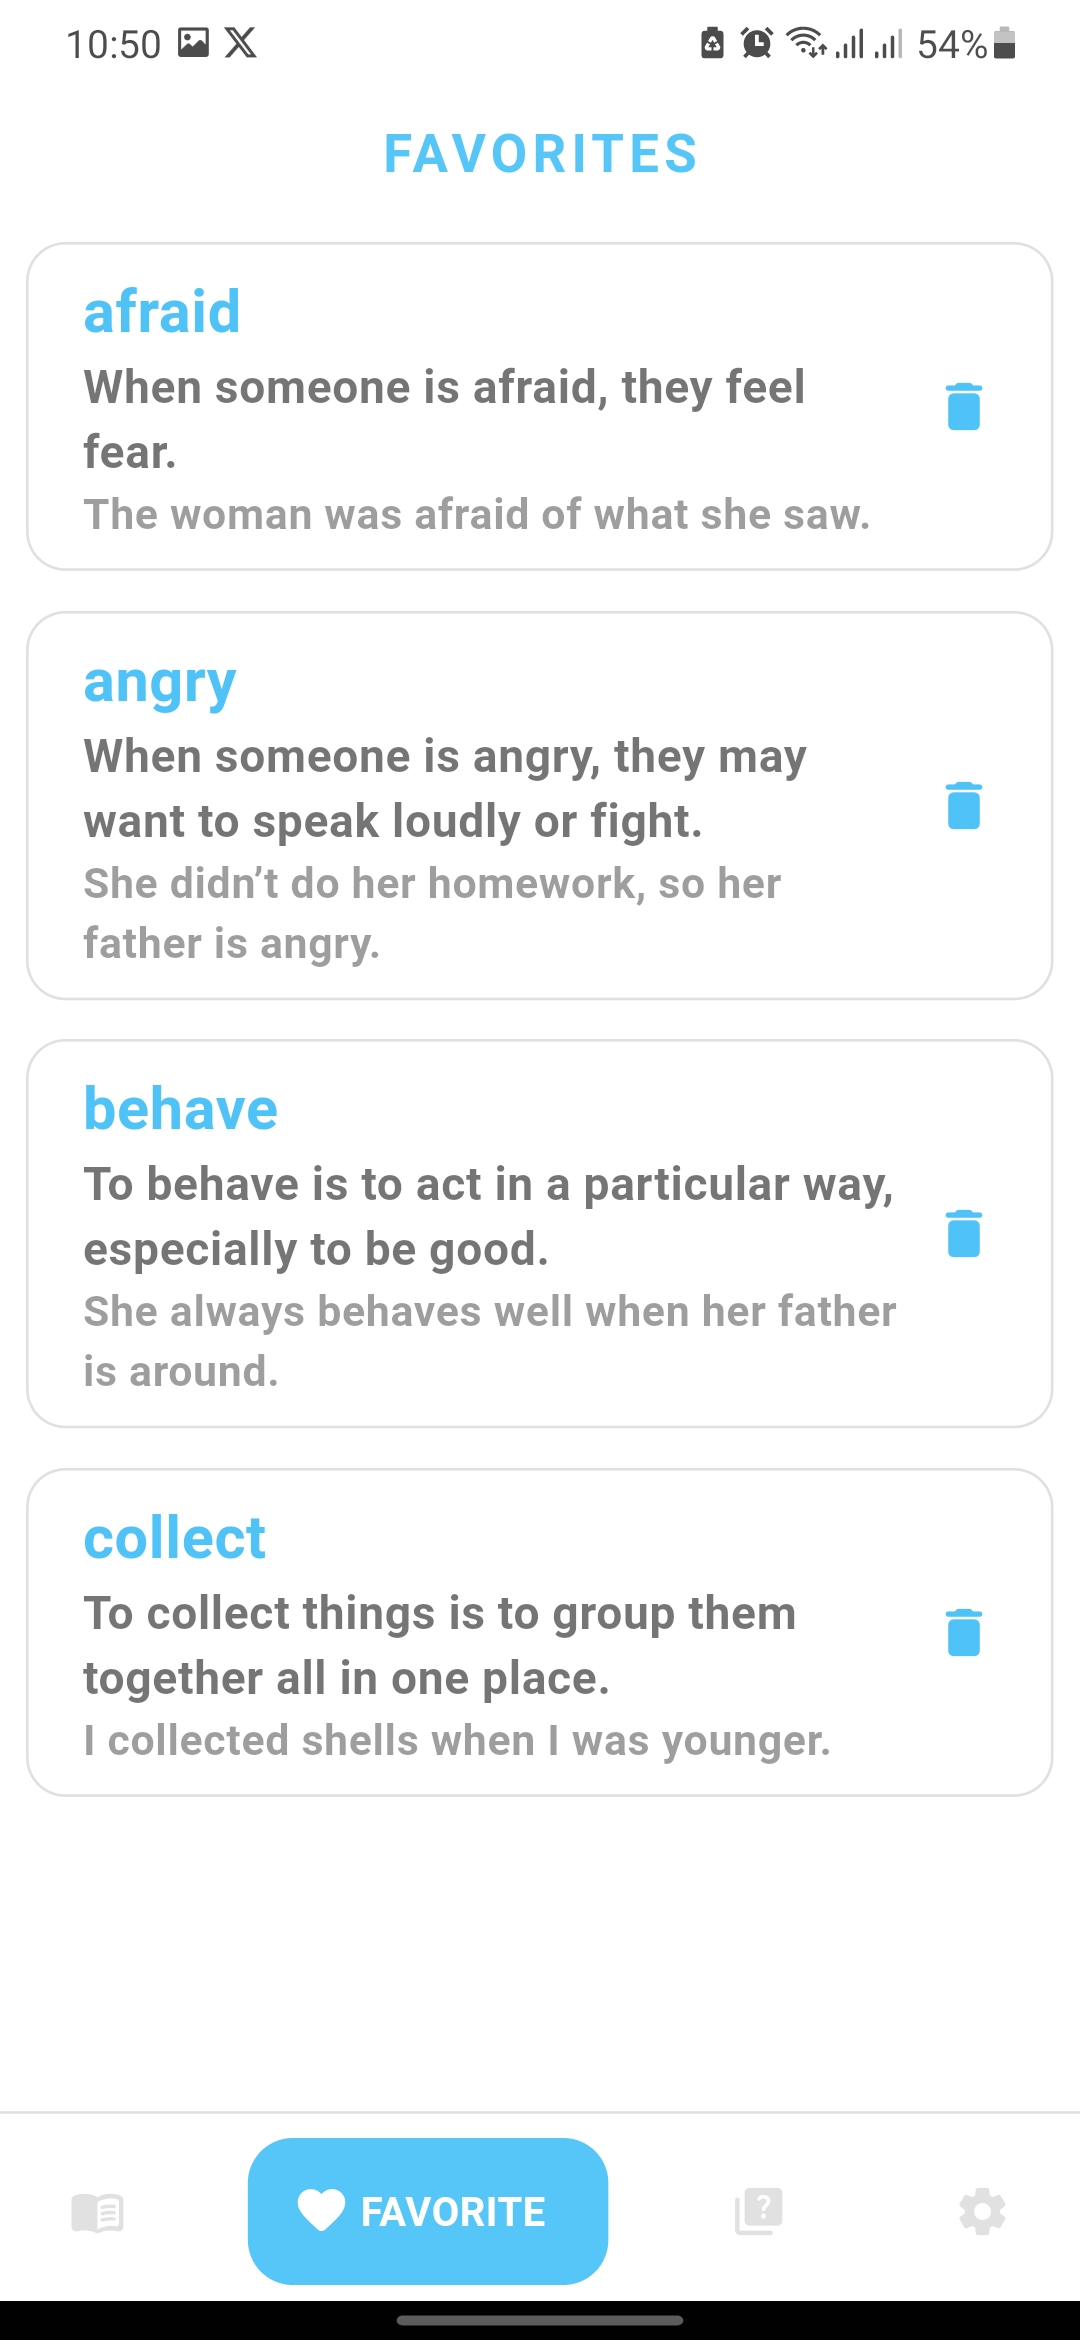 10:50 54%
FAVORITES
afraid
When someone is afraid, they feel
fear.
The woman was afraid of what she saw.
angry
When someone is angry, they may
want to speak loudly or fight.
She didn’t do her homework, so her
father is angry.
behave
To behave is to act in a particular way,
especially to be good.
She always behaves well when her father
is around.
collect
To collect things is to group them
together all in one place.
I collected shells when I was younger.
FAVORITE